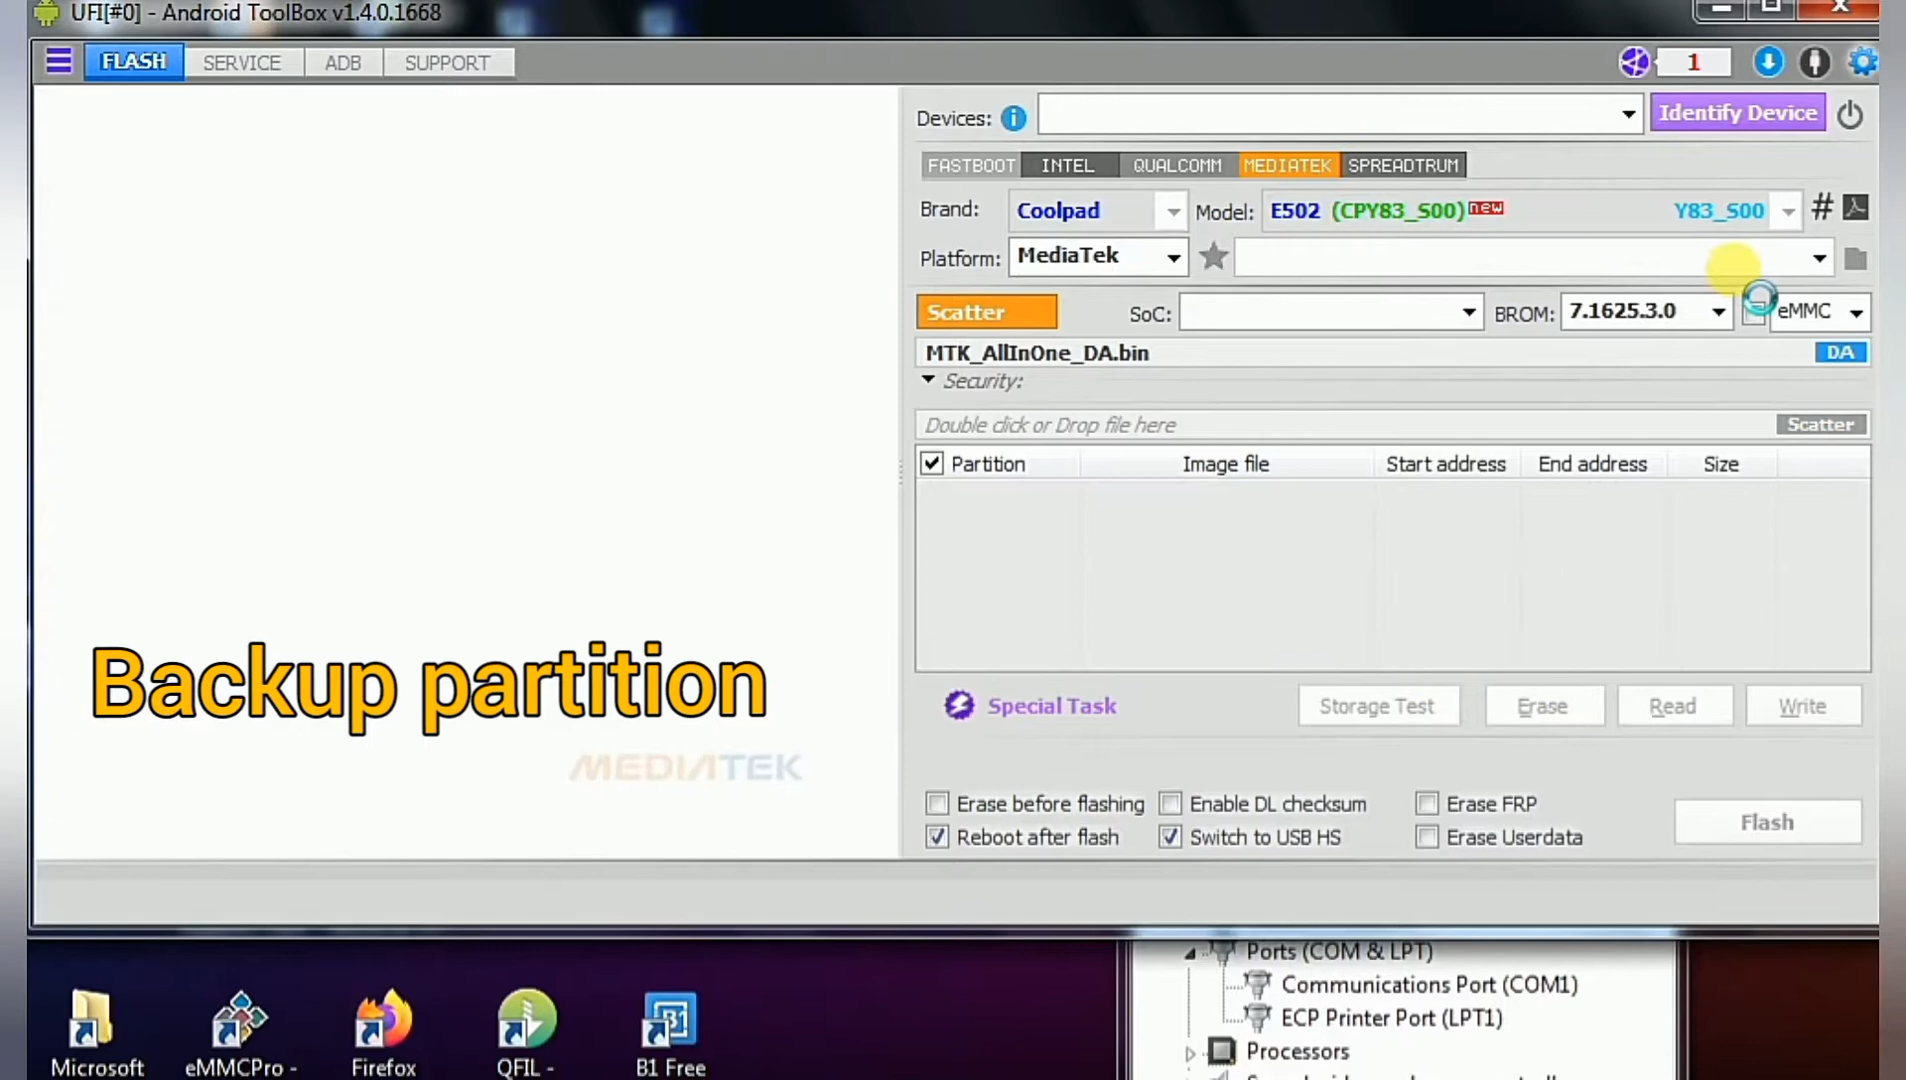 UFI[#0] - Android ToolBox v1.4.0.1668
FLASH SERVICE ADB SUPPORT 1
Devices: Identify Device
FASTBOOT INTEL QUALCOMM MEDIATEK SPREADTRUM
Brand: Coolpad Model: E502 (CPY83_S00) new Y83_S00 #
Platform: MediaTek
Scatter SoC: BROM: 7.1625.3.0 eMMC
MTK_AllInOne_DA.bin DA
Security:
Double click or Drop file here Scatter
Partition Image file Start address End address Size
Backup partition
Special Task Storage Test Erase Read Write
MEDIATEK
Erase before flashing Enable DL checksum Erase FRP
Reboot after flash Switch to USB HS Erase Userdata
Flash
Ports (COM & LPT)
Communications Port (COM1)
ECP Printer Port (LPT1)
Processors
Microsoft eMMCPro - Firefox QFIL - B1 Free